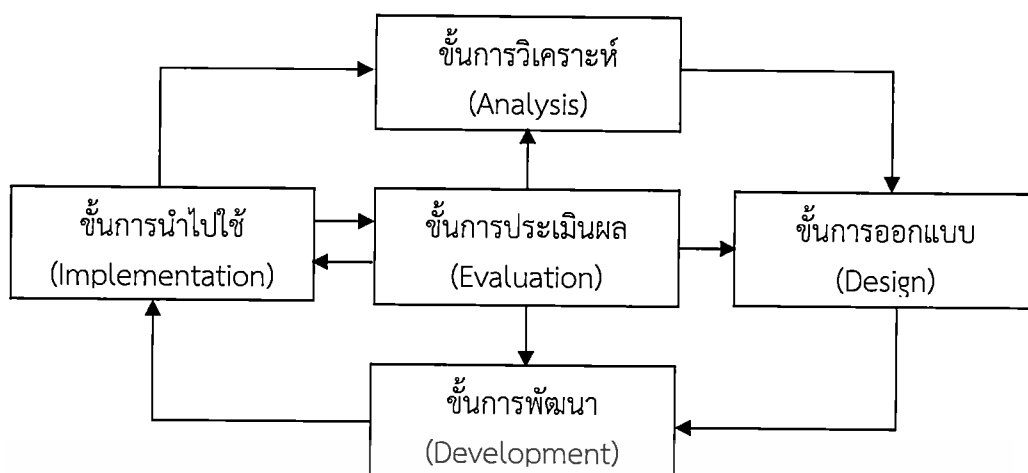 ขั้นการวิเคราะห์
(Analysis)
ขั้นการนำไปใช้
(Implementation)
ขั้นการประเมินผล
(Evaluation)
ขั้นการออกแบบ
(Design)
ขั้นการพัฒนา
(Development)